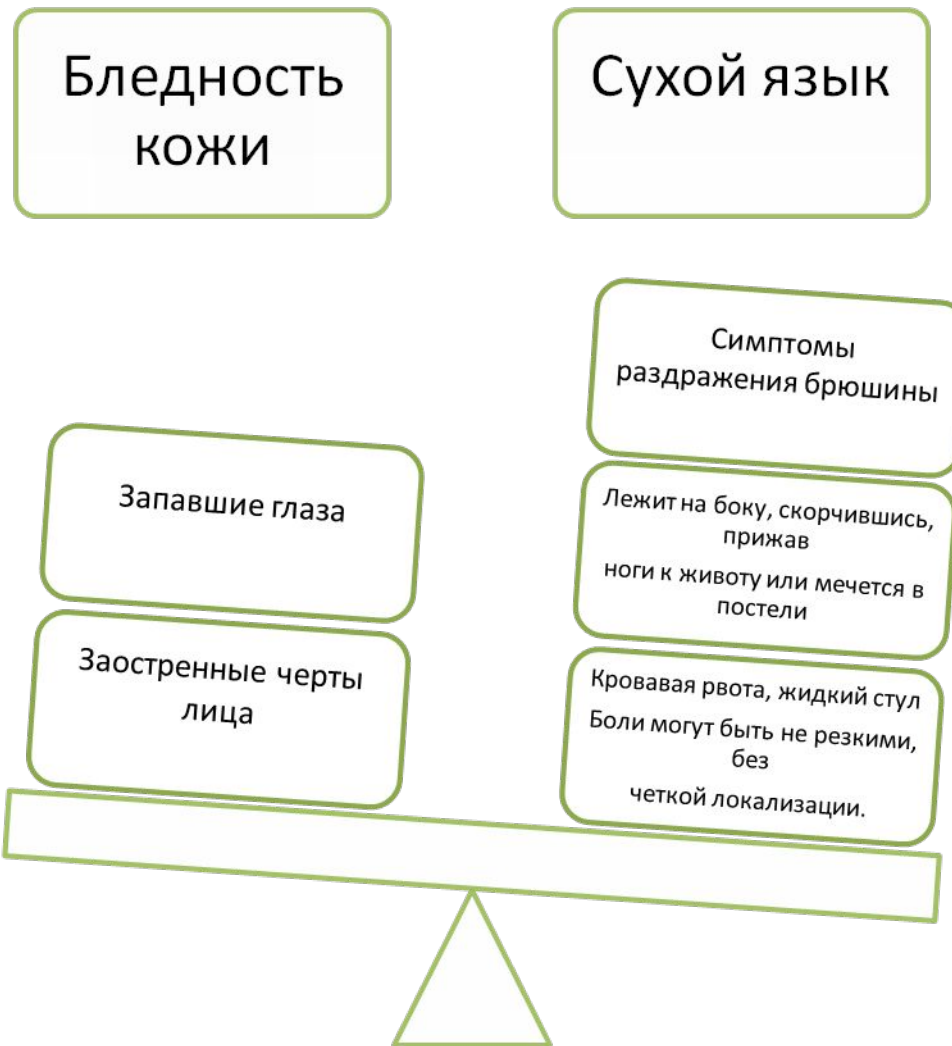 Бледность
кожи
Сухой язык
Запавшие глаза
Заостренные черты
лица
Симптомы
раздражения брюшины
Лежит на боку, скорчившись,
прижав
ноги к животу или мечется в
постели
Кровавая рвота, жидкий стул
Боли могут быть не резкими,
без
четкой локализации.